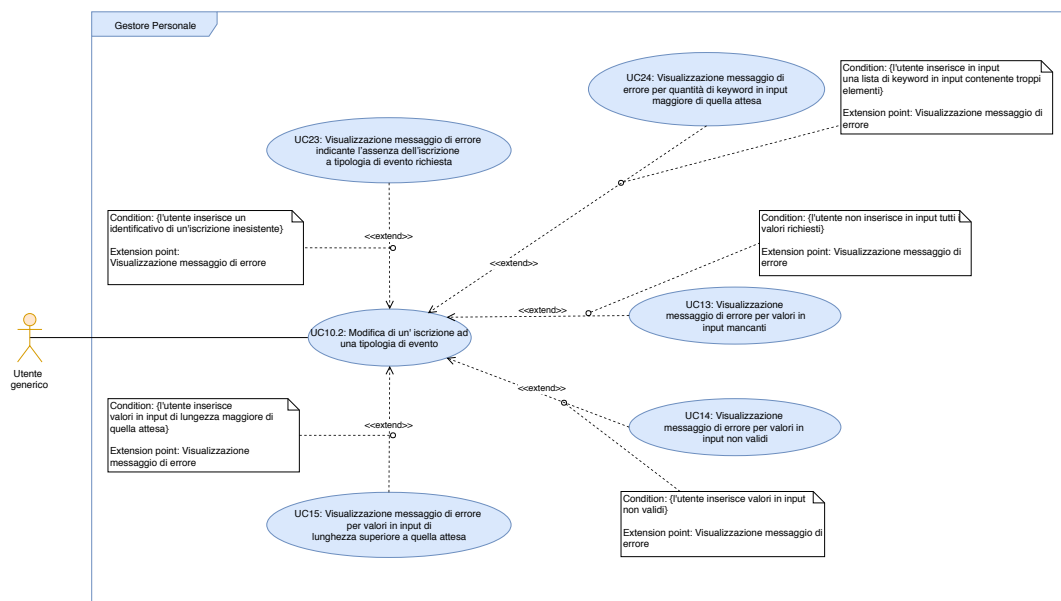 Gestore Personale
UC24: Visualizzazione messaggio di
errore per quantità di keyword in input
maggiore di quella attesa
Condition: {l'utente inserisce in input
una lista di keyword in input contenente troppi
elementi}
Extension point: Visualizzazione messaggio di
errore
UC23: Visualizzazione messaggio di errore
indicante l'assenza dell'iscrizione
a tipologia di evento richiesta
Condition: {l'utente inserisce un
identificativo di un'iscrizione inesistente}
Extension point:
Visualizzazione messaggio di errore
<<extend>>
<<extend>>
Condition: {l'utente non inserisce in input tutti i
valori richiesti}
Extension point: Visualizzazione messaggio di
errore
<<extend>>
UC13: Visualizzazione
messaggio di errore per valori in
input mancanti
UC10.2: Modifica di un' iscrizione ad
una tipologia di evento
Utente
generico
<<extend>>
UC14: Visualizzazione
messaggio di errore per valori in
input non validi
Condition: {l'utente inserisce
valori in input di lungezza maggiore di
quella attesa}
Extension point: Visualizzazione
messaggio di errore
<<extend>>
Condition: {l'utente inserisce valori in input
non validi}
Extension point: Visualizzazione messaggio di
errore
UC15: Visualizzazione messaggio di errore
per valori in input di
lunghezza superiore a quella attesa